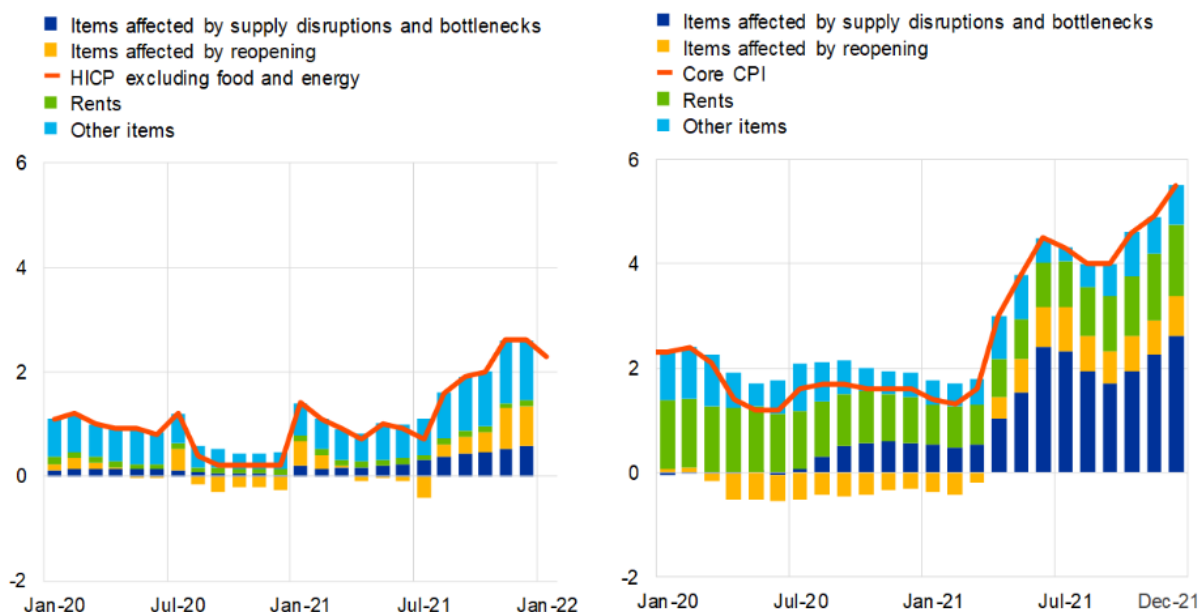 Items affected by supply disruptions and bottlenecks
Items affected by reopening
HICP excluding food and energy
Rents
Other items
6
4
2
0
-2
Jan-20 Jul-20 Jan-21 Jul-21 Jan-22
Items affected by supply disruptions and bottlenecks
Items affected by reopening
Core CPI
Rents
Other items
6
4
2
0
-2
Jan-20 Jul-20 Jan-21 Jul-21 Dec-21